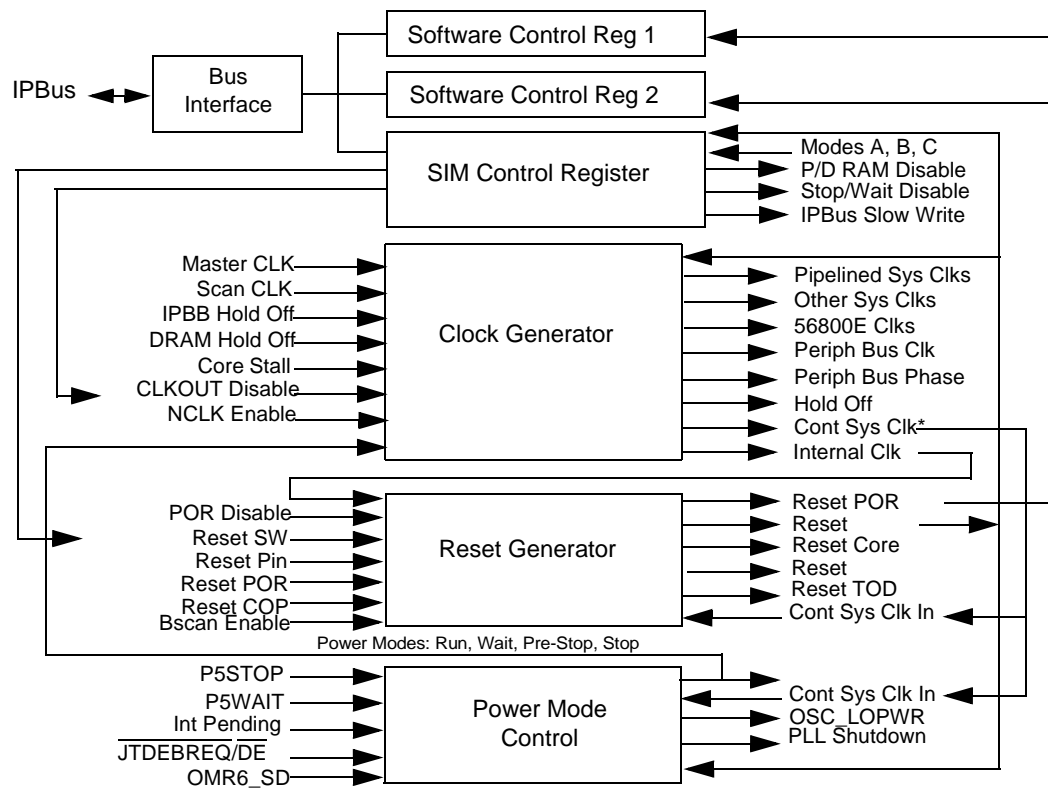 Software Control Reg 1
IPBus
Bus
Interface
Software Control Reg 2
SIM Control Register
Modes A, B, C
P/D RAM Disable
Stop/Wait Disable
IPBus Slow Write
Master CLK
Scan CLK
IPBB Hold Off
DRAM Hold Off
Core Stall
CLKOUT Disable
NCLK Enable
Clock Generator
Pipelined Sys Clks
Other Sys Clks
56800E Clks
Periph Bus Clk
Periph Bus Phase
Hold Off
Cont Sys Clk*
Internal Clk
POR Disable
Reset SW
Reset Pin
Reset POR
Reset COP
Bscan Enable
Reset Generator
Reset POR
Reset
Reset Core
Reset
Reset TOD
Cont Sys Clk In
Power Modes: Run, Wait, Pre-Stop, Stop
P5STOP
P5WAIT
Int Pending
JTDEBREQ/DE
OMR6_SD
Power Mode
Control
Cont Sys Clk In
OSC_LOPWR
PLL Shutdown